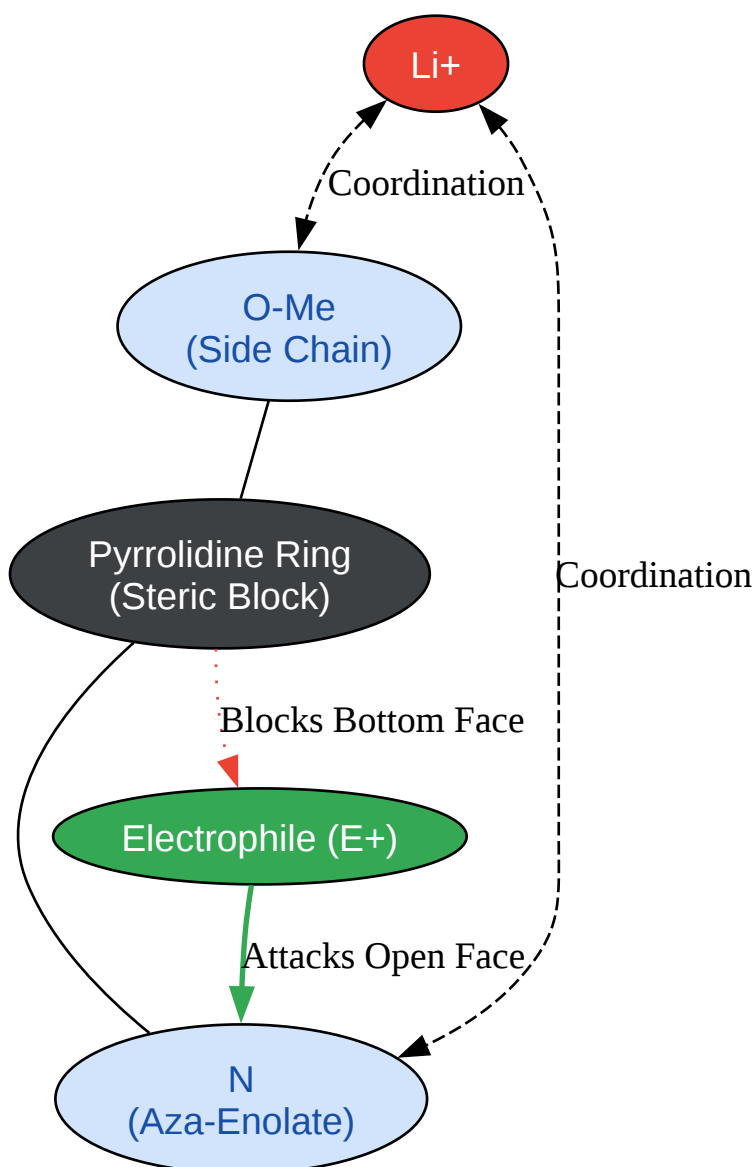 Li+
Coordination
O-Me
(Side Chain)
Pyrrolidine Ring
(Steric Block)
Coordination
Blocks Bottom Face
Electrophile (E+)
Attacks Open Face
N
(Aza-Enolate)